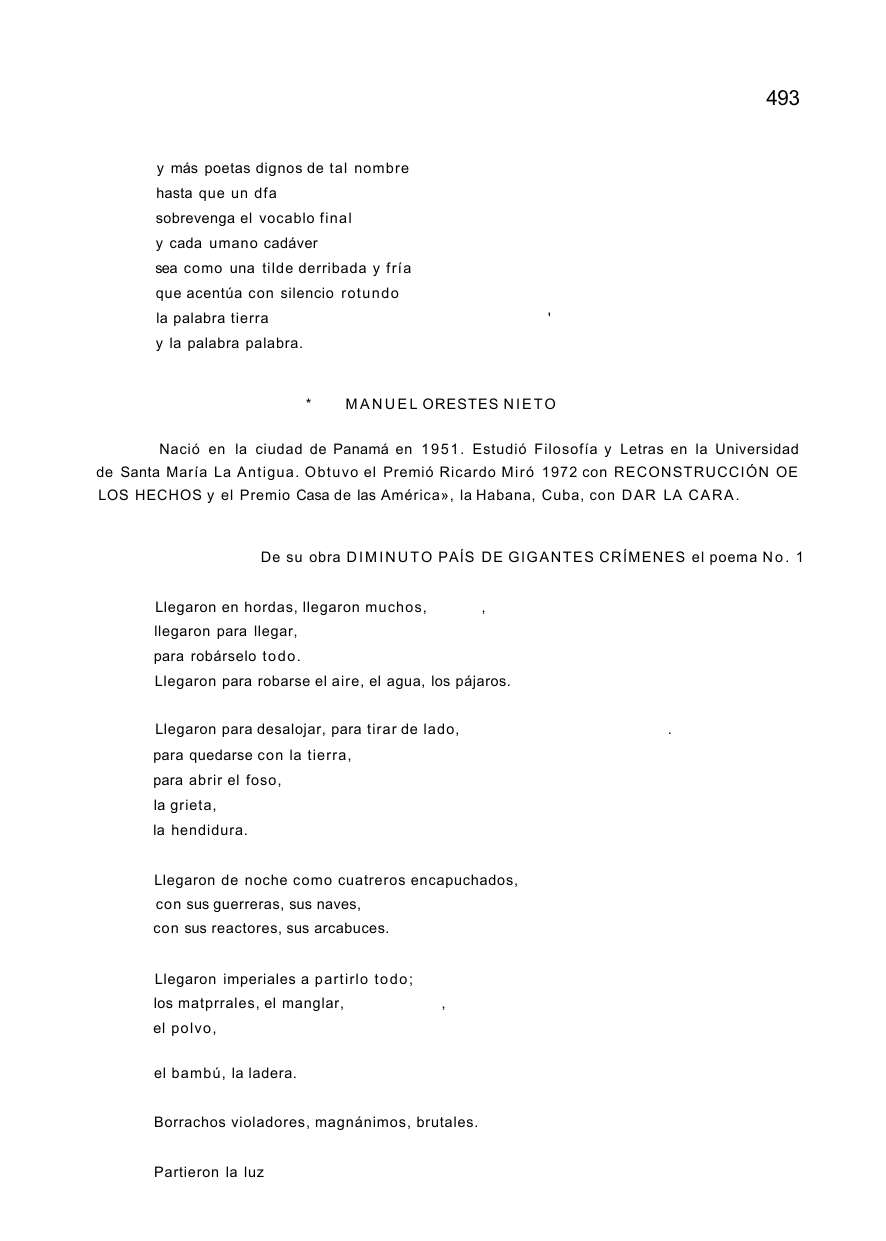 493
y más poetas dignos de tal nombre
hasta que un dfa
sobrevenga el vocablo final
y cada umano cadáver
sea como una tilde derribada y fría
que acentúa con silencio rotundo
la palabra tierra '
y la palabra palabra.
* MANUEL ORESTES NIETO
Nació en la ciudad de Panamá en 1951. Estudió Filosofía y Letras en la Universidad
de Santa María La Antigua. Obtuvo el Premió Ricardo Miró 1972 con RECONSTRUCCIÓN OE
LOS HECHOS y el Premio Casa de las América», la Habana, Cuba, con DAR LA CARA.
De su obra DIMINUTO PAÍS DE GIGANTES CRÍMENES el poema No. 1
Llegaron en hordas, llegaron muchos, ,
llegaron para llegar,
para robárselo todo.
Llegaron para robarse el aire, el agua, los pájaros.
Llegaron para desalojar, para tirar de lado, .
para quedarse con la tierra,
para abrir el foso,
la grieta,
la hendidura.
Llegaron de noche como cuatreros encapuchados,
con sus guerreras, sus naves,
con sus reactores, sus arcabuces.
Llegaron imperiales a partirlo todo;
los matprrales, el manglar, ,
el polvo,
el bambú, la ladera.
Borrachos violadores, magnánimos, brutales.
Partieron la luz